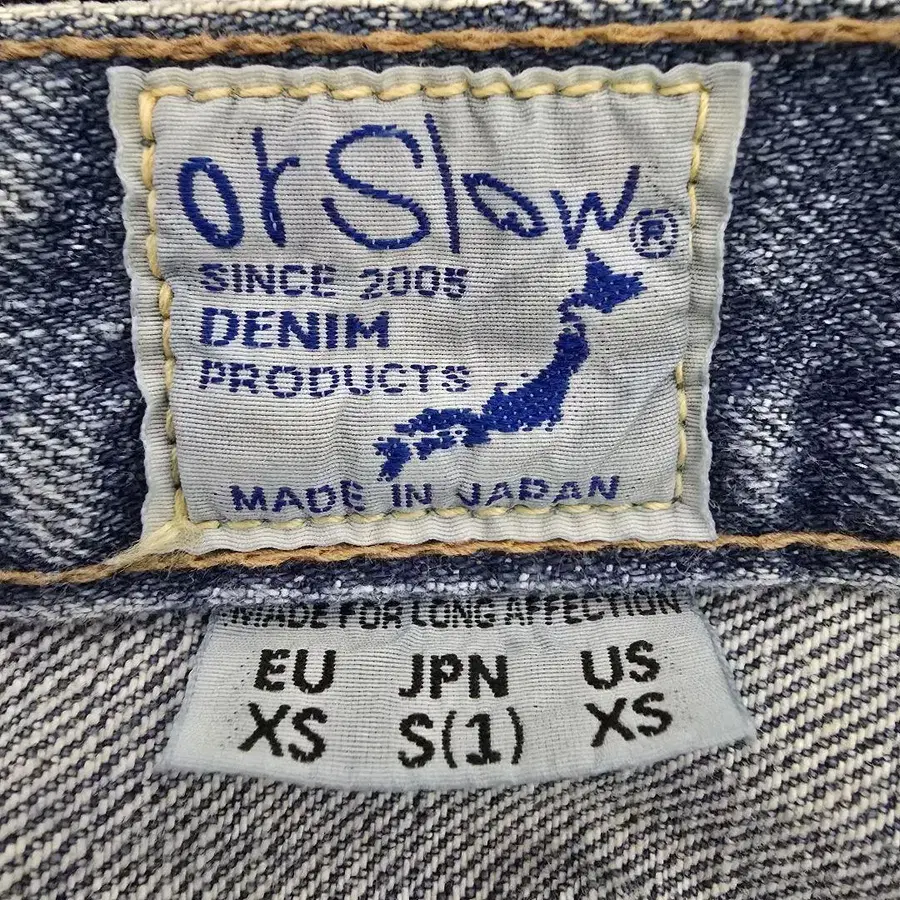 orSlow®
SINCE 2005
DENIM
PRODUCTS
MADE IN JAPAN
MADE FOR LONG AFFECTION
EU JPN US
XS S(1) XS